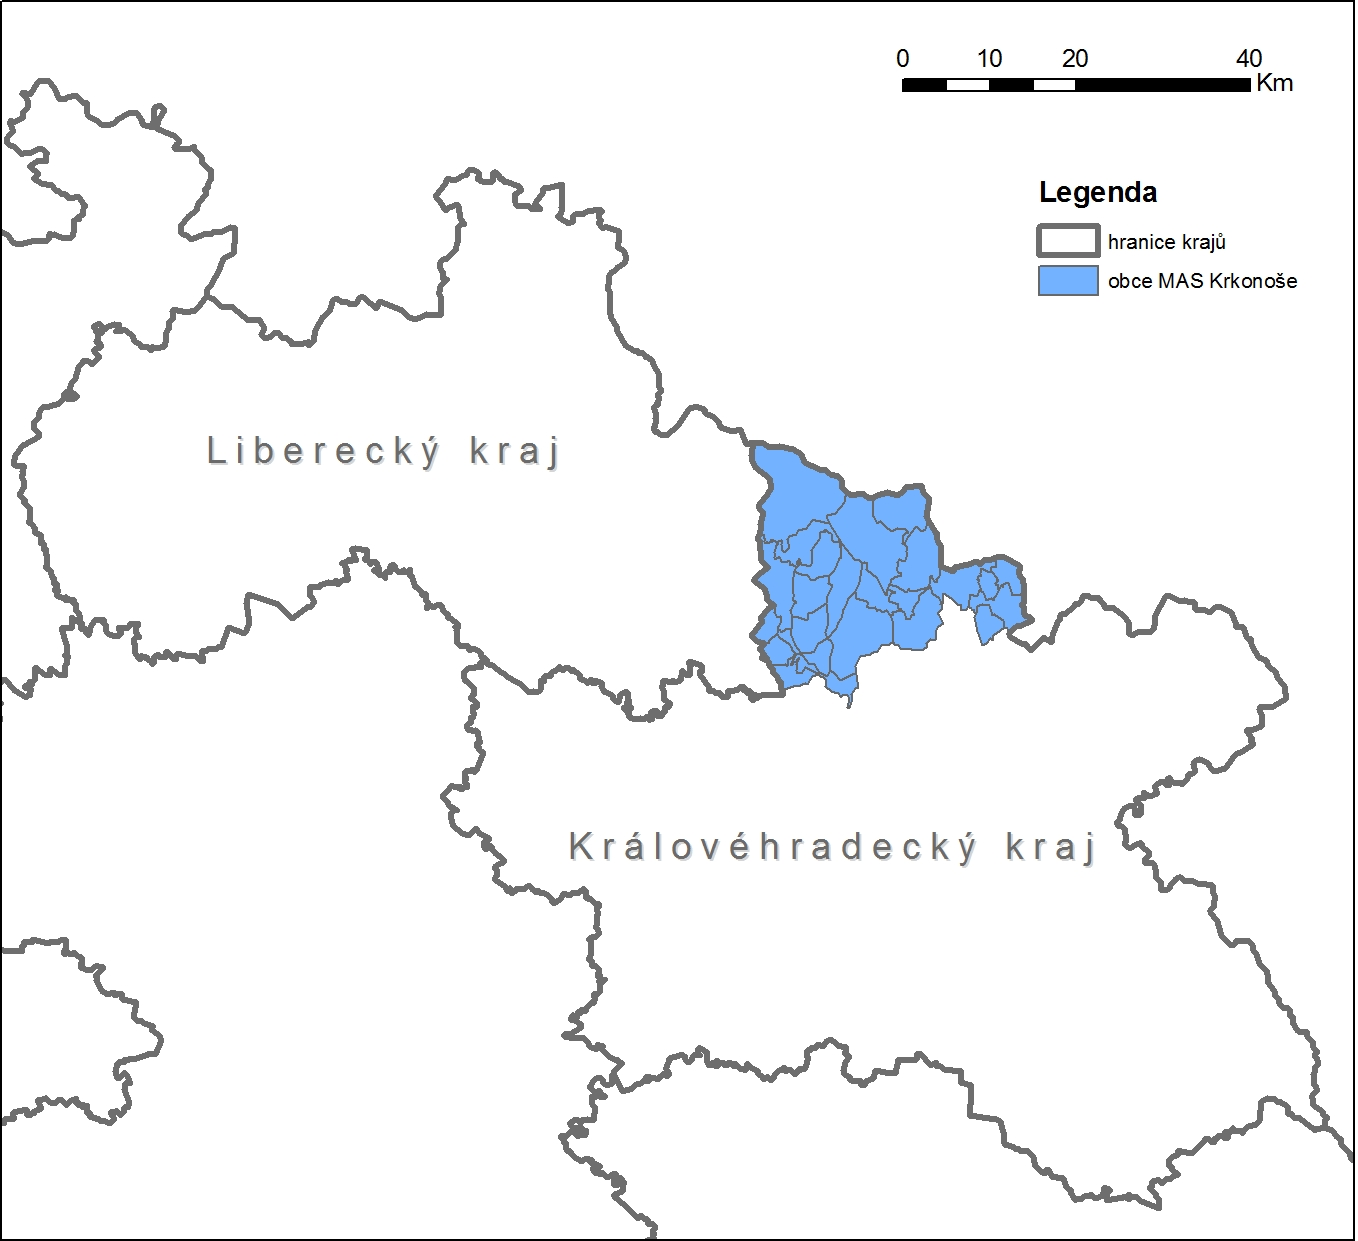 0 10 20 40
Km
Legenda
hranice krajů
obce MAS Krkonoše
Liberecký kraj
Královéhradecký kraj